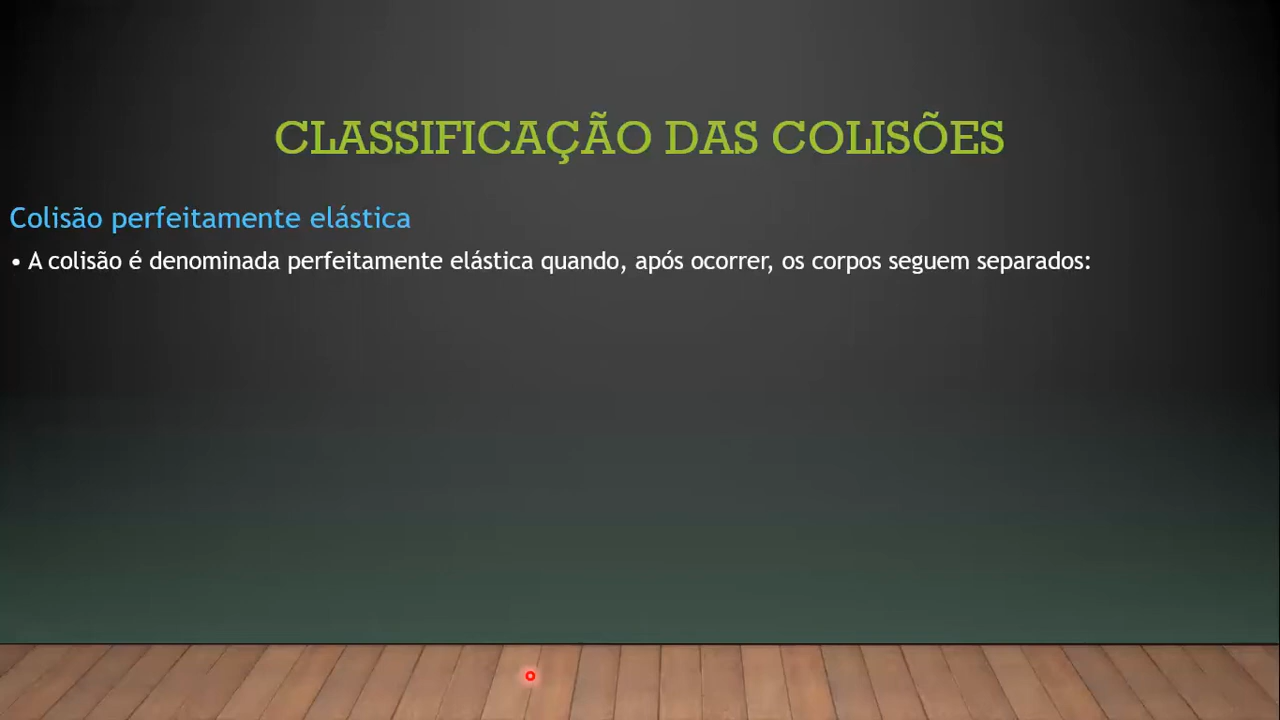 CLASSIFICAÇÃO DAS COLISÕES
Colisão perfeitamente elástica
• A colisão é denominada perfeitamente elástica quando, após ocorrer, os corpos seguem separados: